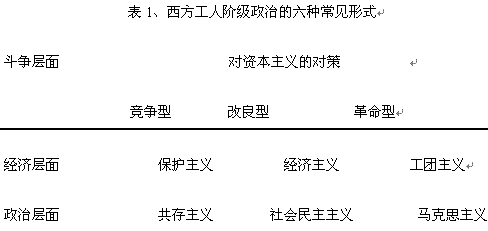 表 1、西方工人阶级政治的六种常见形式↵
斗争层面 对资本主义的对策 ↵
竞争型 改良型 革命型↵
经济层面 保护主义 经济主义 工团主义↵
政治层面 共存主义 社会民主主义 马克思主义